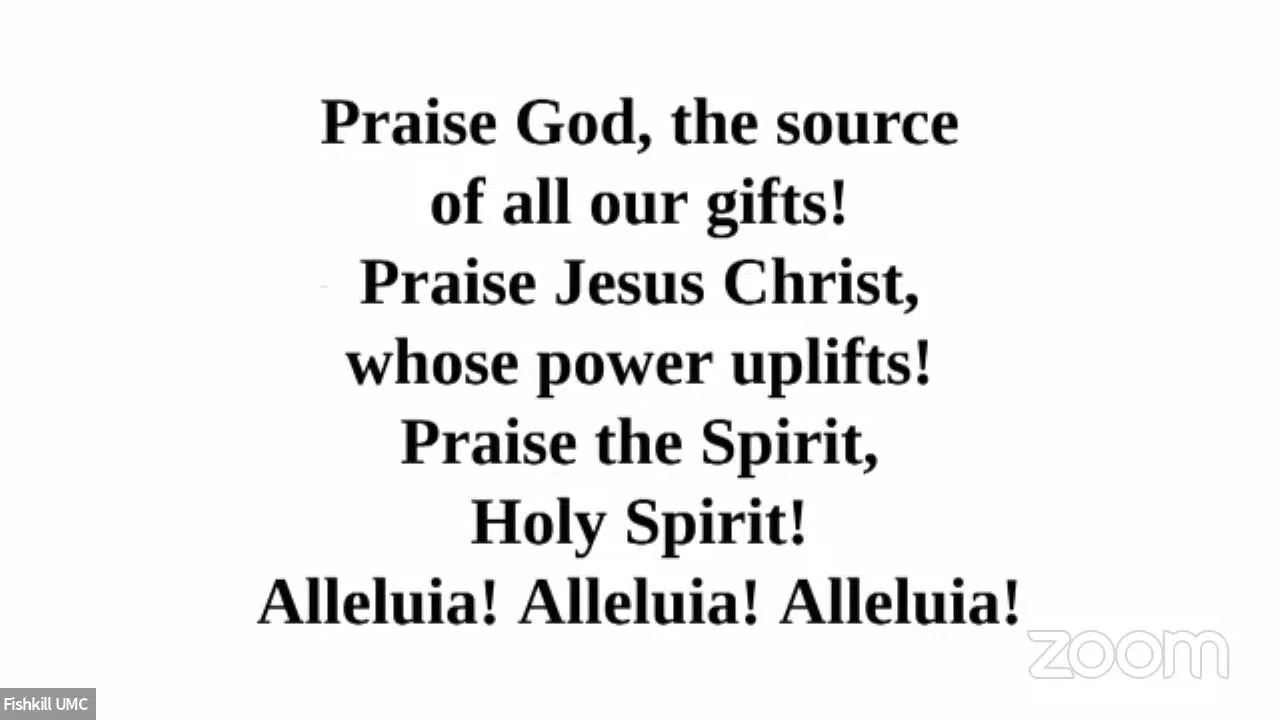 Praise God, the source
of all our gifts!
Praise Jesus Christ,
whose power uplifts!
Praise the Spirit,
Holy Spirit!
Alleluia! Alleluia! Alleluia!
zoom
Fishkill UMC